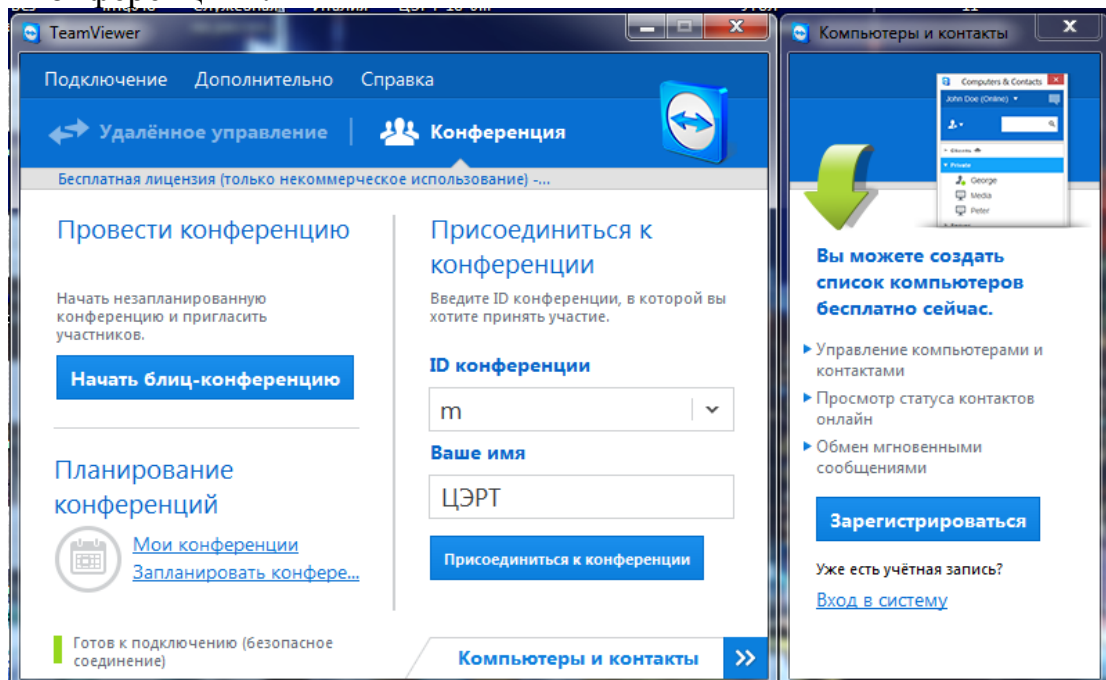 TeamViewer
Подключение Дополнительно Справка
Удалённое управление
Конференция
Бесплатная лицензия (только некоммерческое использование) -...
Провести конференцию
Начать незапланированную
конференцию и пригласить
участников.
Начать блиц-конференцию
Планирование
конференций
Мои конференции
Запланировать конфере...
Присоединиться к
конференции
Введите ID конференции, в которой вы
хотите принять участие.
ID конференции
m
Ваше имя
ЦЭРТ
Присоединиться к конференции
Готов к подключению (безопасное
соединение)
Компьютеры и контакты
Компьютеры и контакты
Computers & Contacts
John Doe (Online)
Private
George
Media
Peter
Вы можете создать
список компьютеров
бесплатно сейчас.
Управление компьютерами и
контактами
Просмотр статуса контактов
онлайн
Обмен мгновенными
сообщениями
Зарегистрироваться
Уже есть учётная запись?
Вход в систему